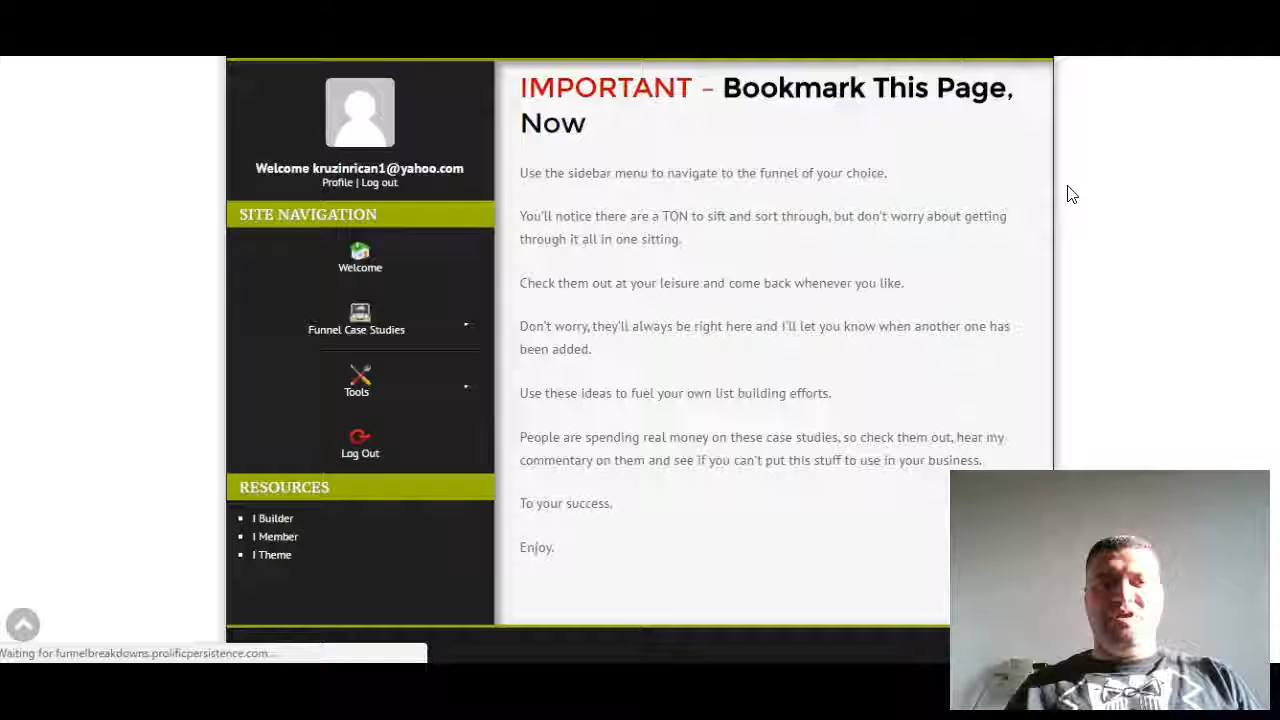 IMPORTANT – Bookmark This Page,
Now
Welcome kruzinrican1@yahoo.com
Profile | Log out
SITE NAVIGATION
Welcome
Funnel Case Studies
Tools
Log Out
RESOURCES
I Builder
I Member
I Theme
Use the sidebar menu to navigate to the funnel of your choice.
You'll notice there are a TON to sift and sort through, but don't worry about getting
through it all in one sitting.
Check them out at your leisure and come back whenever you like.
Don't worry, they'll always be right here and I'll let you know when another one has
been added.
Use these ideas to fuel your own list building efforts.
People are spending real money on these case studies, so check them out, hear my
commentary on them and see if you can't put this stuff to use in your business.
To your success,
Enjoy.
Waiting for funnelbreakdowns.prolificpersistence.com...